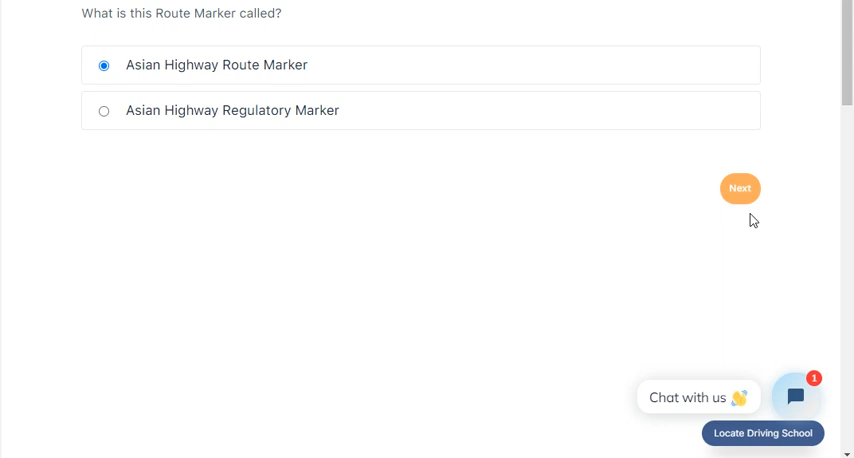 What is this Route Marker called?
Asian Highway Route Marker
Asian Highway Regulatory Marker
Next
1
Chat with us 👋
Locate Driving School